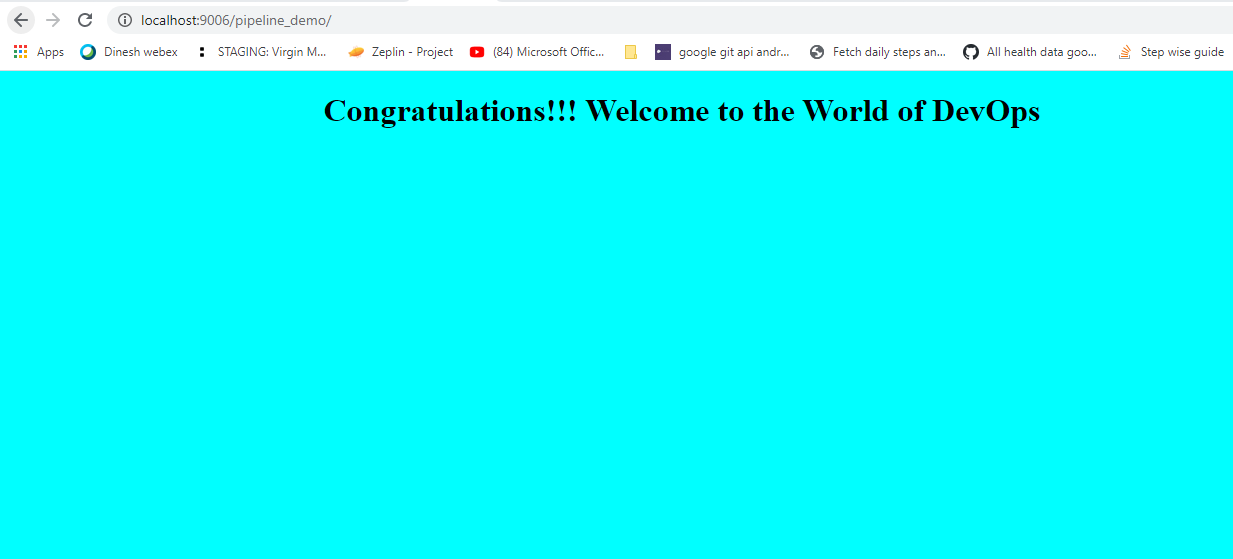 localhost:9006/pipeline_demo/
Apps Dinesh webex STAGING: Virgin M... Zeplin - Project (84) Microsoft Offic... google git api andr... Fetch daily steps an... All health data goo... Step wise guide
Congratulations!!! Welcome to the World of DevOps